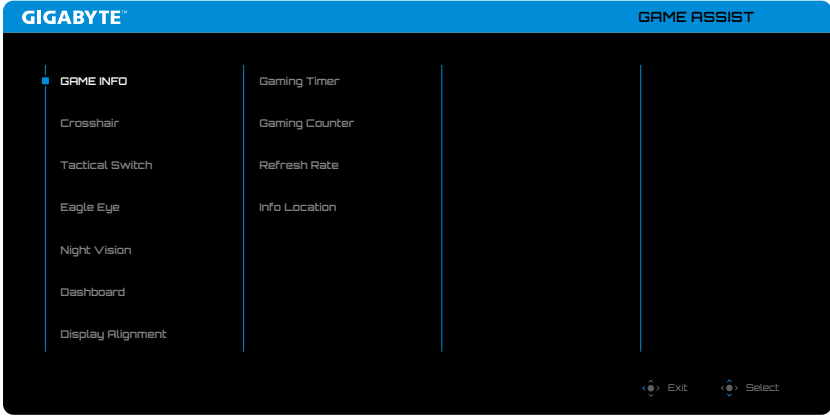 GIGABYTE™
GAME ASSIST
GAME INFO
Crosshair
Tactical Switch
Eagle Eye
Night Vision
Dashboard
Display Alignment
Gaming Timer
Gaming Counter
Refresh Rate
Info Location
Exit
Select